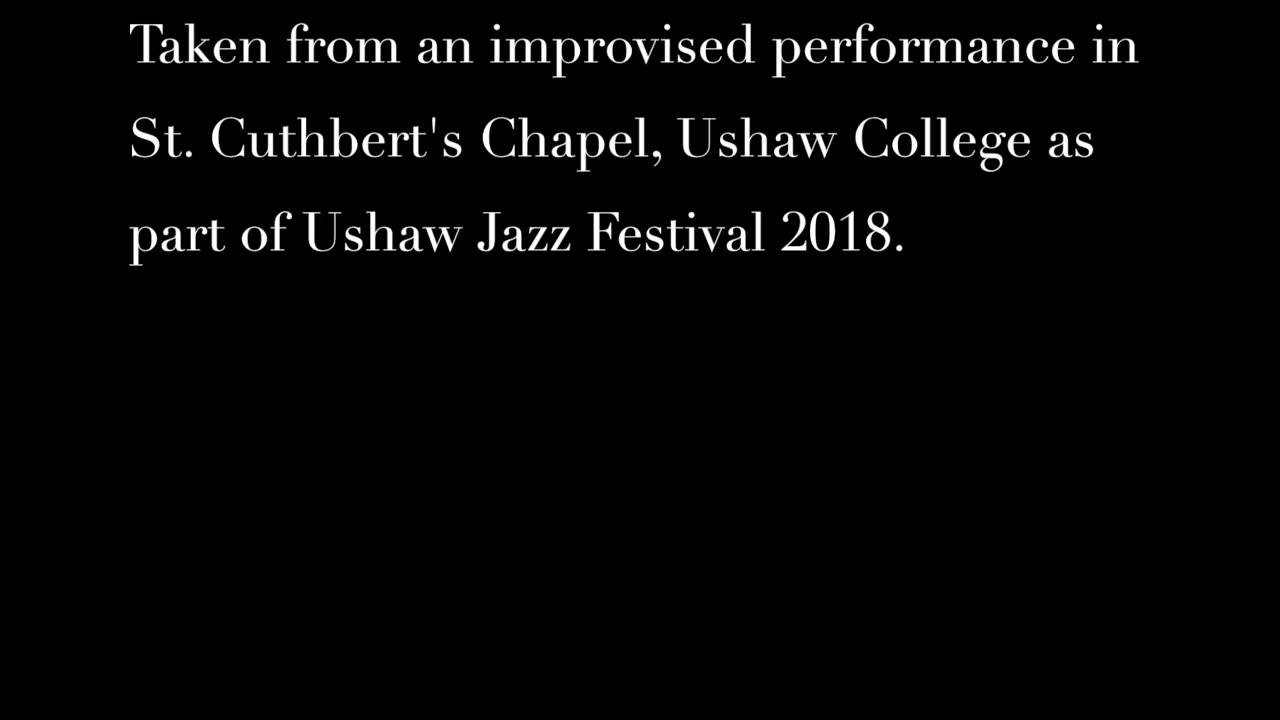 Taken from an improvised performance in
St. Cuthbert's Chapel, Ushaw College as
part of Ushaw Jazz Festival 2018.